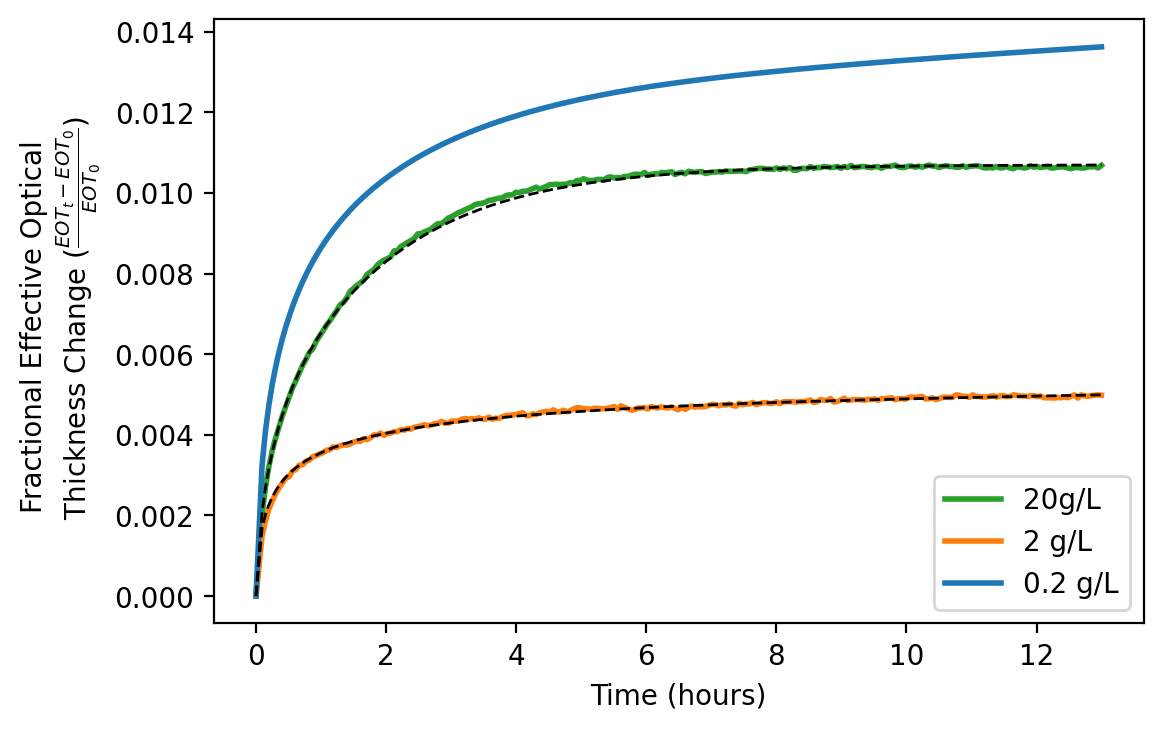 Fractional Effective Optical
Thickness Change (\frac{EOT_t - EOT_0}{EOT_0})
0.014
0.012
0.010
0.008
0.006
0.004
0.002
0.000
20g/L
2 g/L
0.2 g/L
0 2 4 6 8 10 12
Time (hours)